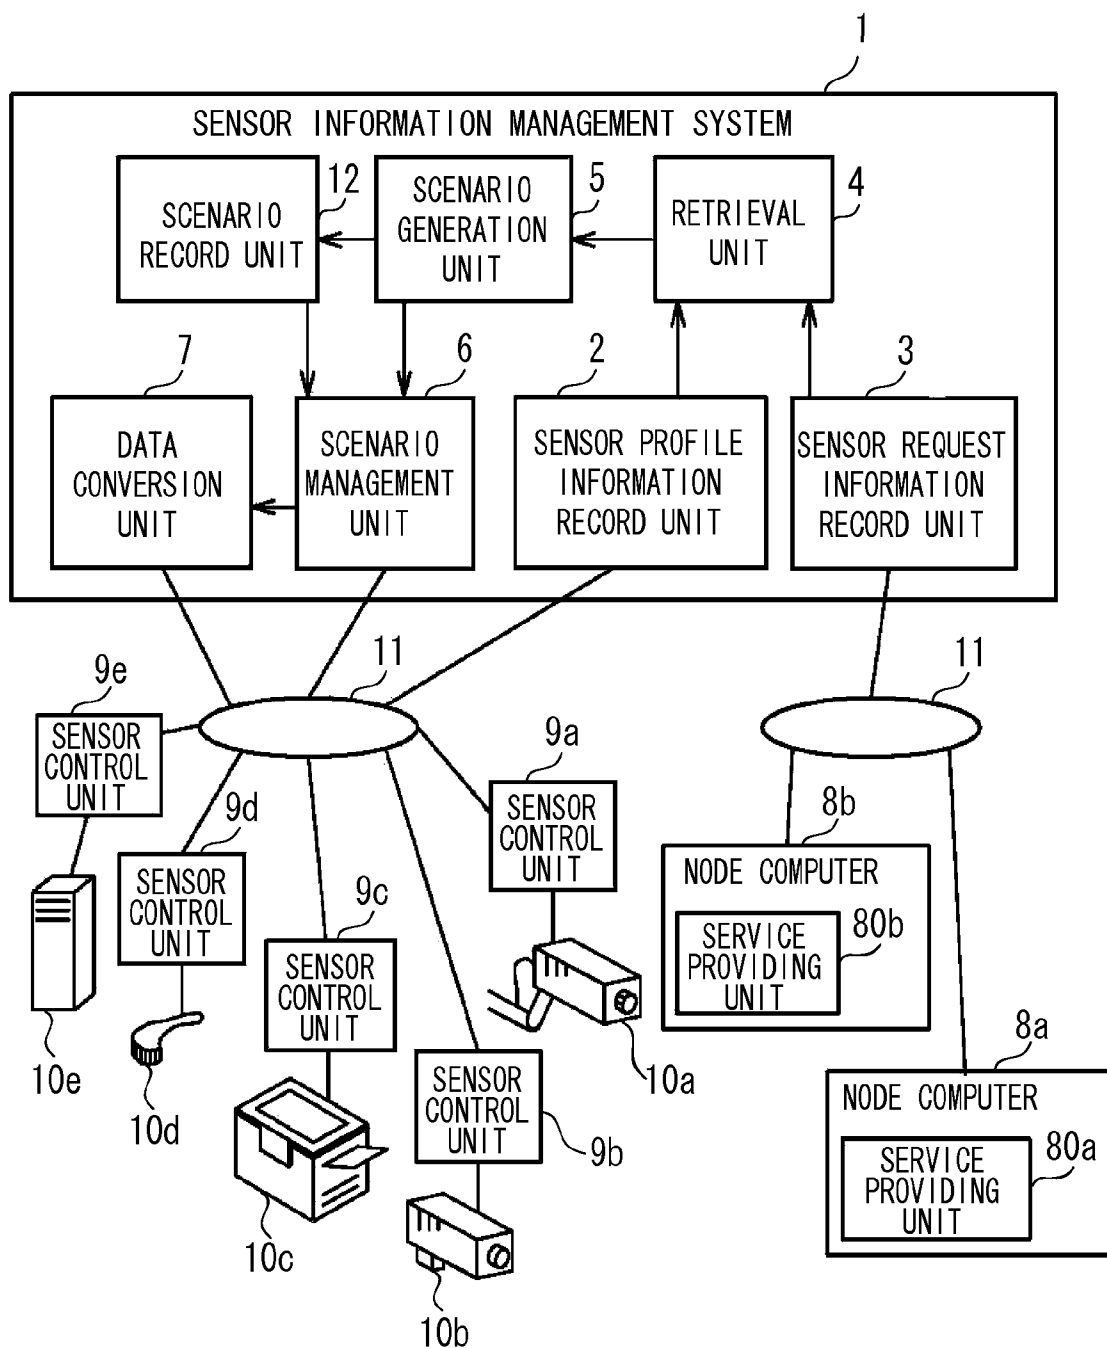 1
SENSOR INFORMATION MANAGEMENT SYSTEM
12
SCENARIO
RECORD UNIT
5
SCENARIO
GENERATION
UNIT
4
RETRIEVAL
UNIT
7
DATA
CONVERSION
UNIT
6
SCENARIO
MANAGEMENT
UNIT
2
SENSOR PROFILE
INFORMATION
RECORD UNIT
3
SENSOR REQUEST
INFORMATION
RECORD UNIT
11
11
9e
SENSOR
CONTROL
UNIT
10e
9d
SENSOR
CONTROL
UNIT
10d
9c
SENSOR
CONTROL
UNIT
10c
9b
SENSOR
CONTROL
UNIT
10b
9a
SENSOR
CONTROL
UNIT
10a
8b
NODE COMPUTER
80b
SERVICE
PROVIDING
UNIT
8a
NODE COMPUTER
80a
SERVICE
PROVIDING
UNIT